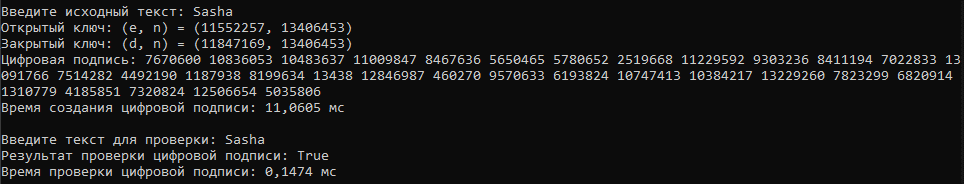 Введите исходный текст: Sasha
Открытый ключ: (e, n) = (11552257, 13406453)
Закрытый ключ: (d, n) = (11847169, 13406453)
Цифровая подпись: 7670600 10836053 10483637 11009847 8467636 5650465 5780652 2519668 11229592 9303236 8411194 7022833 13
091766 7514282 4492190 1187938 8199634 13438 12846987 460270 9570633 6193824 10747413 10384217 13229260 7823299 6820914
1310779 4185851 7320824 12506654 5035806
Время создания цифровой подписи: 11,0605 мс
Введите текст для проверки: Sasha
Результат проверки цифровой подписи: True
Время проверки цифровой подписи: 0,1474 мс